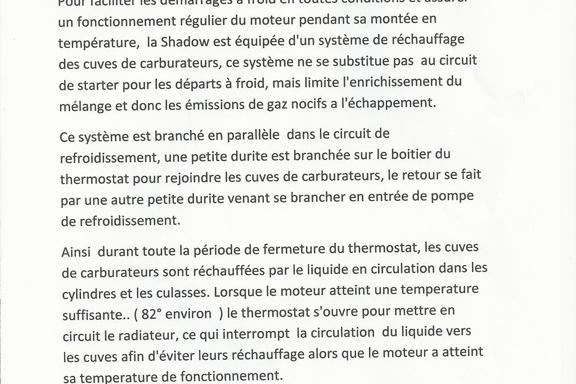 Pour faciliter les démarrages à froid en toutes conditions et assurer
un fonctionnement régulier du moteur pendant sa montée en
température,  la Shadow est équipée d'un système de réchauffage
des cuves de carburateurs, ce système ne se substitue pas  au circuit
de starter pour les départs à froid, mais limite l'enrichissement du
mélange et donc les émissions de gaz nocifs a l'échappement.
Ce système est branché en parallèle  dans le circuit de
refroidissement, une petite durite est branchée sur le boitier du
thermostat pour rejoindre les cuves de carburateurs, le retour se fait
par une autre petite durite venant se brancher en entrée de pompe
de refroidissement.
Ainsi  durant toute la période de fermeture du thermostat, les cuves
de carburateurs sont réchauffées par le liquide en circulation dans les
cylindres et les culasses. Lorsque le moteur atteint une temperature
suffisante.. ( 82° environ  ) le thermostat s'ouvre pour mettre en
circuit le radiateur, ce qui interrompt  la circulation  du liquide vers
les cuves afin d'éviter leurs réchauffage alors que le moteur a atteint
sa temperature de fonctionnement.